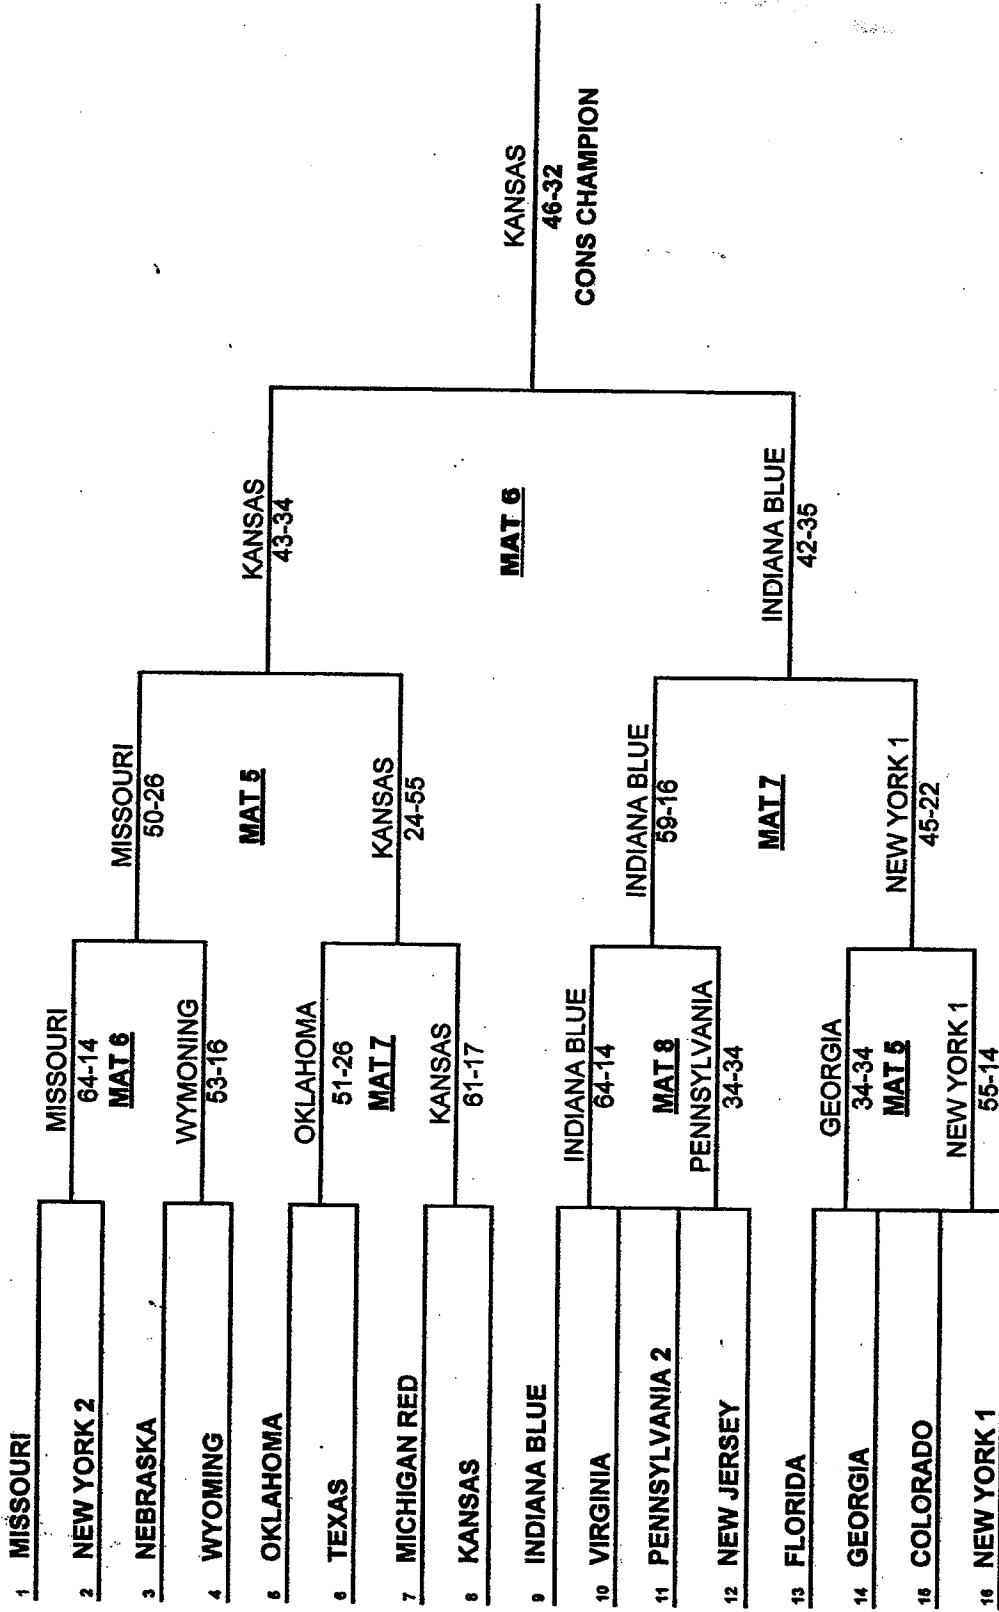 1 MISSOURI
2 NEW YORK 2
3 NEBRASKA
4 WYOMING
5 OKLAHOMA
6 TEXAS
7 MICHIGAN RED
8 KANSAS
9 INDIANA BLUE
10 VIRGINIA
11 PENNSYLVANIA 2
12 NEW JERSEY
13 FLORIDA
14 GEORGIA
15 COLORADO
16 NEW YORK 1
MISSOURI
64-14
MAT 6
WYMONING
53-16
OKLAHOMA
51-26
MAT 7
KANSAS
61-17
INDIANA BLUE
64-14
MAT 8
PENNSYLVANIA
34-34
GEORGIA
34-34
MAT 5
NEW YORK 1
55-14
MISSOURI
50-26
MAT 5
KANSAS
24-55
INDIANA BLUE
59-16
MAT 7
NEW YORK 1
45-22
KANSAS
43-34
MAT 6
INDIANA BLUE
42-35
KANSAS
46-32
CONS CHAMPION